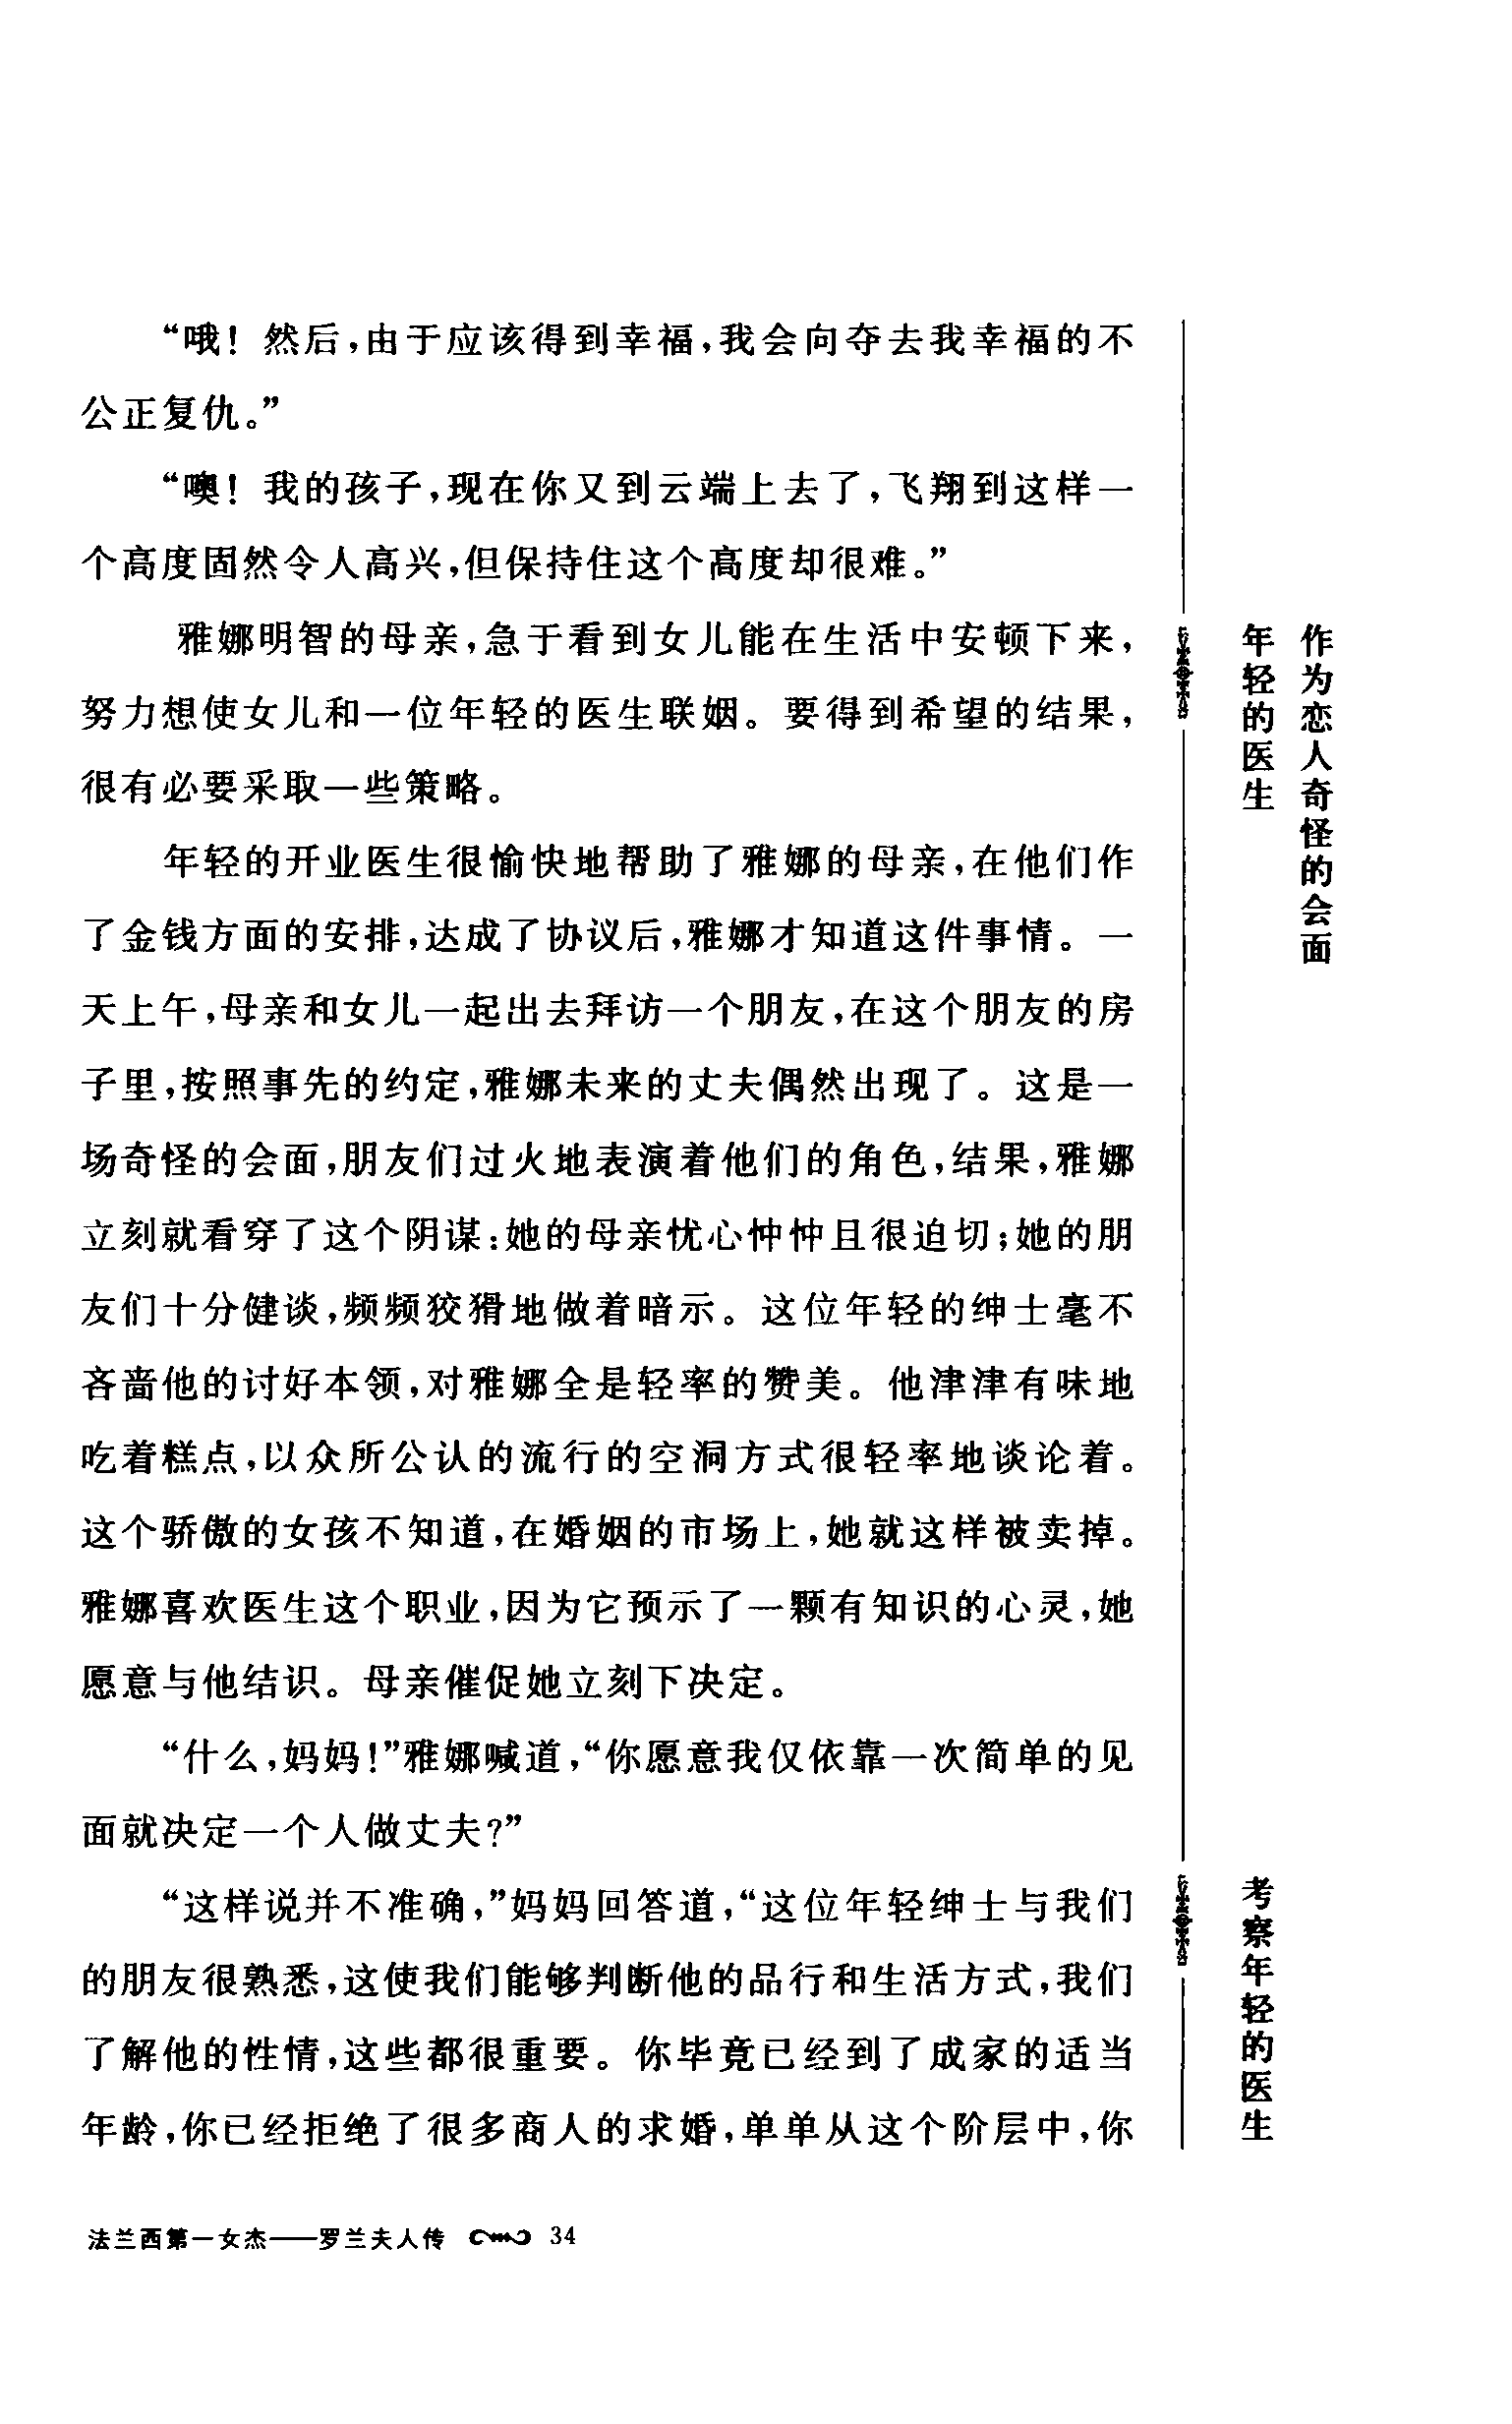 “哦！然后，由于应该得到幸福，我会向夺去我幸福的不
公正复仇。”
“噢！我的孩子，现在你又到云端上去了，飞翔到这样一
个高度固然令人高兴，但保持住这个高度却很难。”
雅娜明智的母亲，急于看到女儿能在生活中安顿下来，
努力想使女儿和一位年轻的医生联姻。要得到希望的结果，
很有必要采取一些策略。
年轻的开业医生很愉快地帮助了雅娜的母亲，在他们作
了金钱方面的安排，达成了协议后，雅娜才知道这件事情。一
天上午，母亲和女儿一起出去拜访一个朋友，在这个朋友的房
子里，按照事先的约定，雅娜未来的丈夫偶然出现了。这是一
场奇怪的会面，朋友们过火地表演着他们的角色，结果，雅娜
立刻就看穿了这个阴谋：她的母亲忧心忡忡且很迫切；她的朋
友们十分健谈，频频狡猾地做着暗示。这位年轻的绅士毫不
吝啬他的讨好本领，对雅娜全是轻率的赞美。他津津有味地
吃着糕点，以众所公认的流行的空洞方式很轻率地谈论着。
这个骄傲的女孩不知道，在婚姻的市场上，她就这样被卖掉。
雅娜喜欢医生这个职业，因为它预示了一颗有知识的心灵，她
愿意与他结识。母亲催促她立刻下决定。
“什么，妈妈！”雅娜喊道，“你愿意我仅依靠一次简单的见
面就决定一个人做丈夫？”
“这样说并不准确，”妈妈回答道，“这位年轻绅士与我们
的朋友很熟悉，这使我们能够判断他的品行和生活方式，我们
了解他的性情，这些都很重要。你毕竟已经到了成家的适当
年龄，你已经拒绝了很多商人的求婚，单单从这个阶层中，你
作为恋人奇怪的会面
年轻的医生
考察年轻的医生
法兰西第一女杰——罗兰夫人传 34